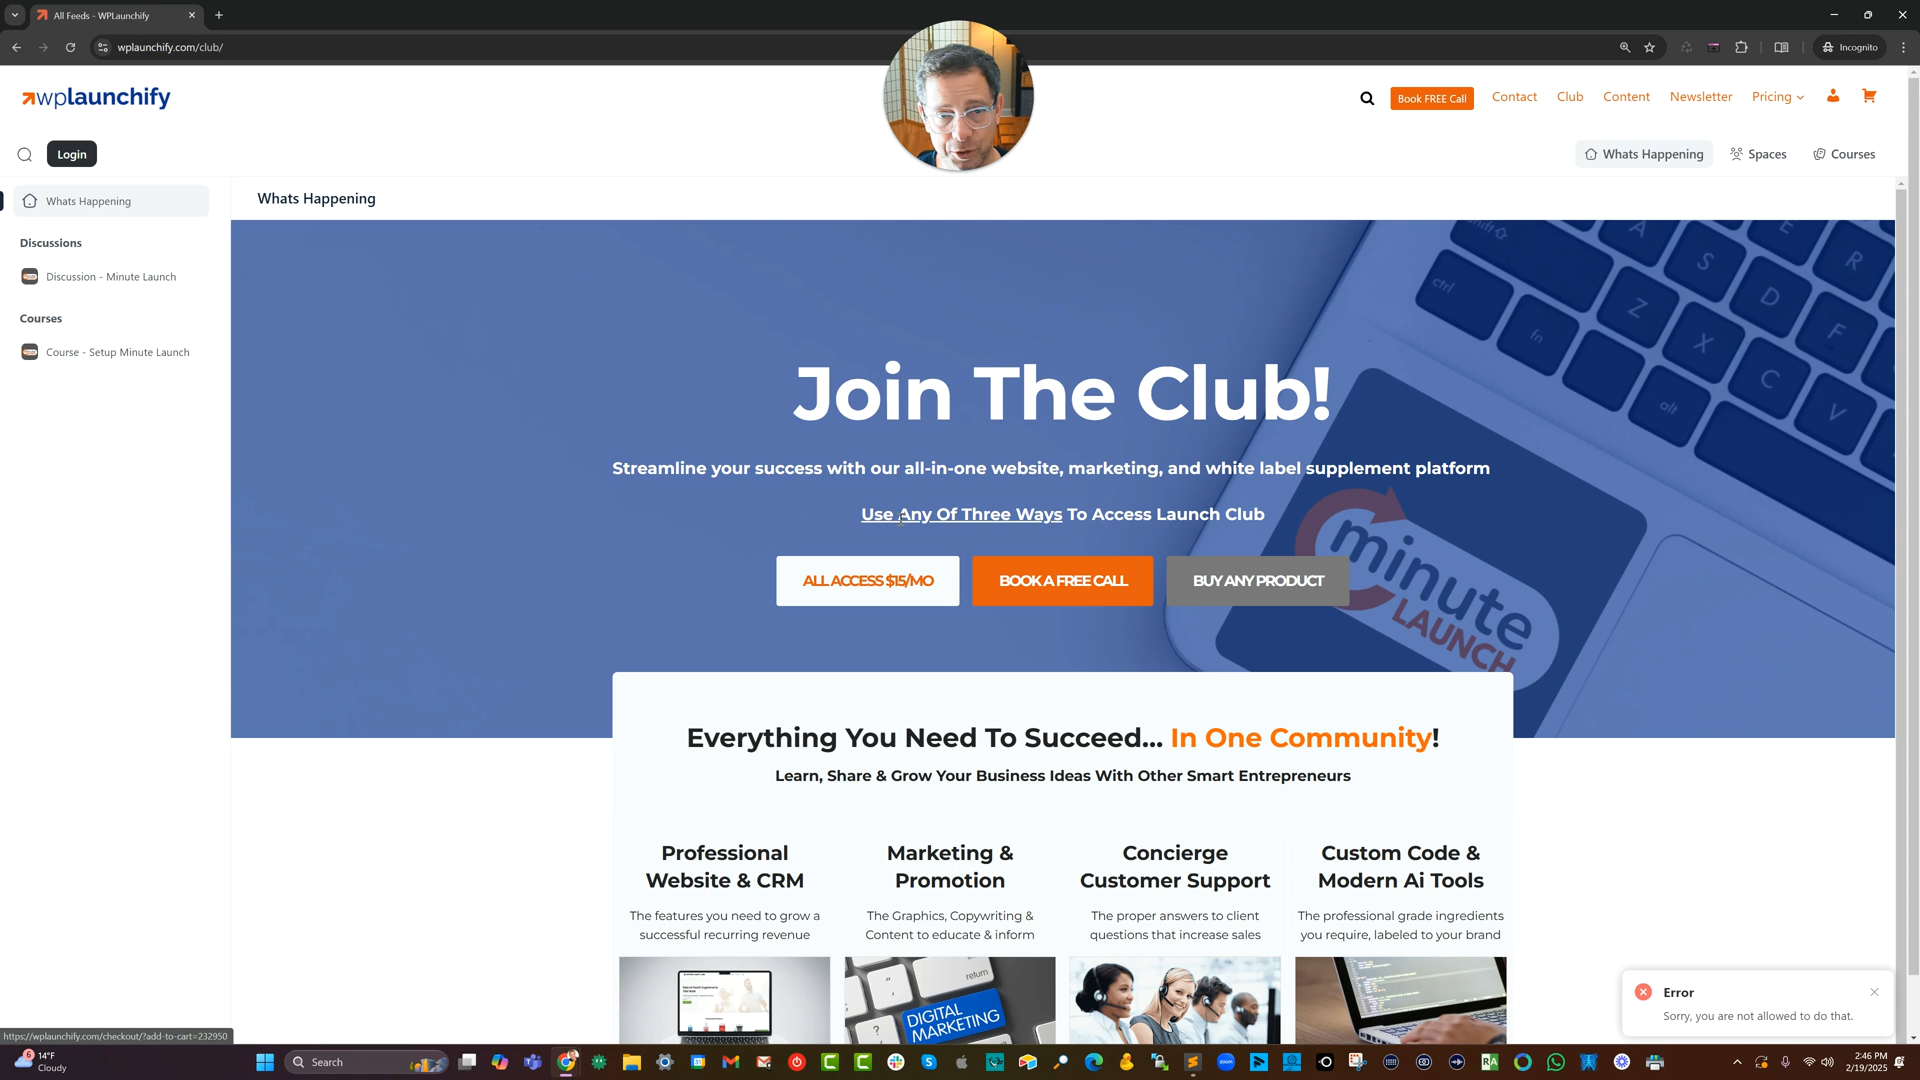 All Feeds - WPLaunchify
wplaunchify.com/club/
Incognito
wplaunchify
Book FREE Call
Contact
Club
Content
Newsletter
Pricing
Login
Whats Happening
Spaces
Courses
Whats Happening
Discussions
Discussion - Minute Launch
Courses
Course - Setup Minute Launch
Whats Happening
Join The Club!
Streamline your success with our all-in-one website, marketing, and white label supplement platform
Use Any Of Three Ways To Access Launch Club
ALL ACCESS $15/MO
BOOK A FREE CALL
BUY ANY PRODUCT
minute
LAUNCH
Everything You Need To Succeed... In One Community!
Learn, Share & Grow Your Business Ideas With Other Smart Entrepreneurs
Professional
Website & CRM
The features you need to grow a
successful recurring revenue
Marketing &
Promotion
The Graphics, Copywriting &
Content to educate & inform
return
DIGITAL
MARKETING
Concierge
Customer Support
The proper answers to client
questions that increase sales
Custom Code &
Modern Ai Tools
The professional grade ingredients
you require, labeled to your brand
Error
Sorry, you are not allowed to do that.
https://wplaunchify.com/checkout/?add-to-cart=232950
14°F
Cloudy
Search
2:46 PM
2/19/2025